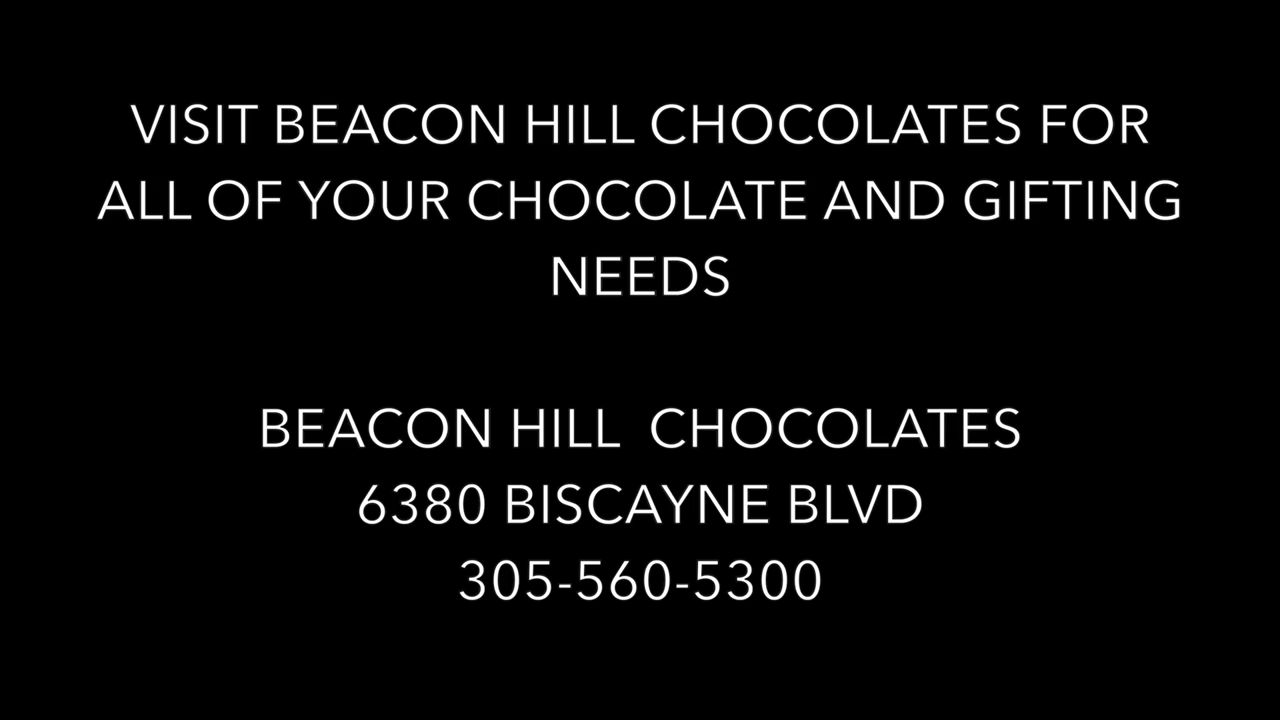 VISIT BEACON HILL CHOCOLATES FOR
ALL OF YOUR CHOCOLATE AND GIFTING
NEEDS
BEACON HILL  CHOCOLATES
6380 BISCAYNE BLVD
305-560-5300